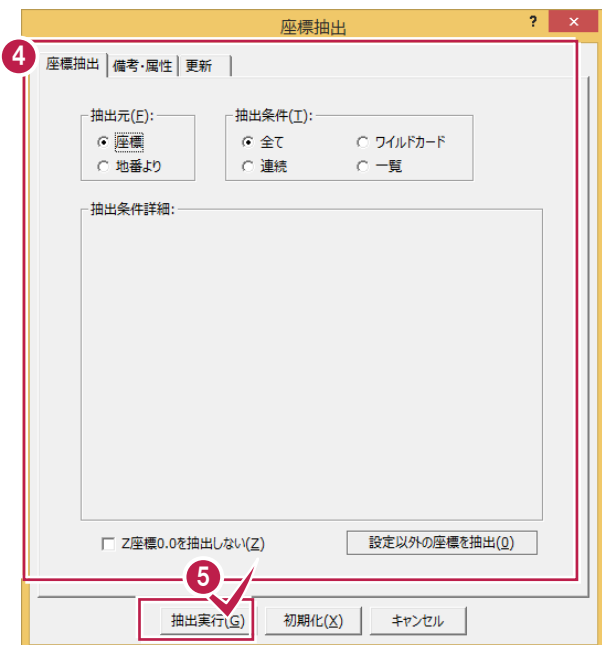 座標抽出 ? ×
4
座標抽出 備考・属性 更新
抽出元(F): 抽出条件(T):
座標 全て ワイルドカード
地番より 連続 一覧
抽出条件詳細:
Z座標0.0を抽出しない(Z) 設定以外の座標を抽出(O)
5
抽出実行(G) 初期化(X) キャンセル